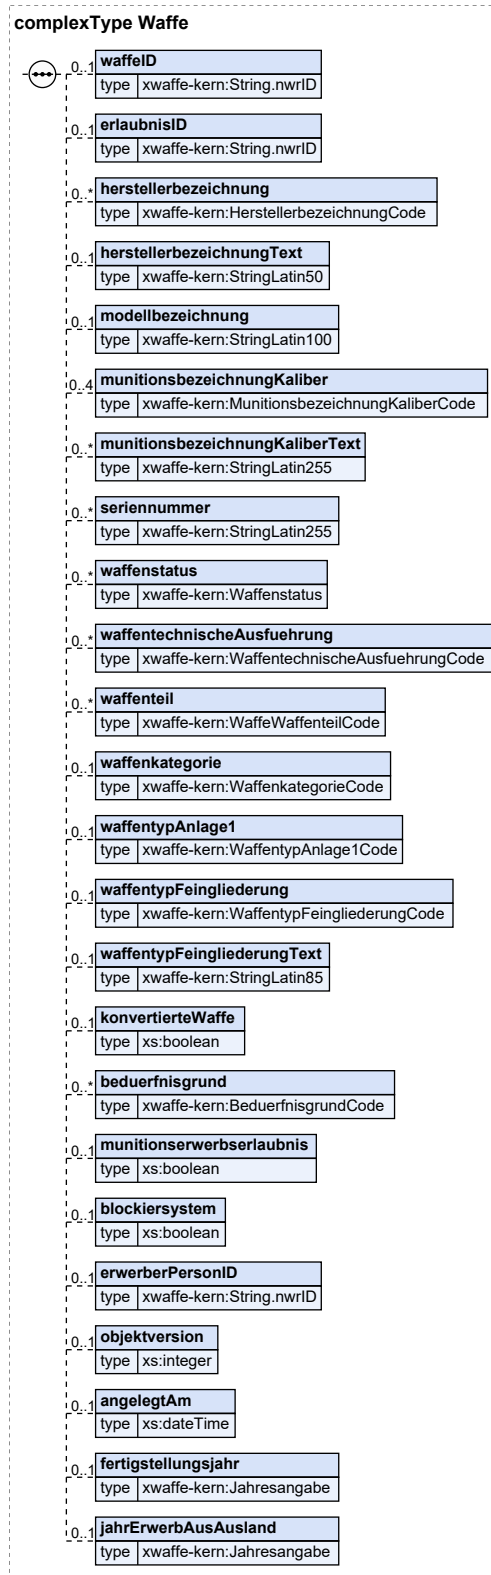 complexType Waffe
0..1 waffeID
type xwaffe-kern:String.nwrID
0..1 erlaubnisID
type xwaffe-kern:String.nwrID
0..* herstellerbezeichnung
type xwaffe-kern:HerstellerbezeichnungCode
0..1 herstellerbezeichnungText
type xwaffe-kern:StringLatin50
0..1 modellbezeichnung
type xwaffe-kern:StringLatin100
0..4 munitionsbezeichnungKaliber
type xwaffe-kern:MunitionsbezeichnungKaliberCode
0..* munitionsbezeichnungKaliberText
type xwaffe-kern:StringLatin255
0..* seriennummer
type xwaffe-kern:StringLatin255
0..* waffenstatus
type xwaffe-kern:Waffenstatus
0..* waffentechnischeAusfuehrung
type xwaffe-kern:WaffentechnischeAusfuehrungCode
0..* waffenteil
type xwaffe-kern:WaffeWaffenteilCode
0..1 waffenkategorie
type xwaffe-kern:WaffenkategorieCode
0..1 waffentypAnlage1
type xwaffe-kern:WaffentypAnlage1Code
0..1 waffentypFeingliederung
type xwaffe-kern:WaffentypFeingliederungCode
0..1 waffentypFeingliederungText
type xwaffe-kern:StringLatin85
0..1 konvertierteWaffe
type xs:boolean
0..* beduerfnisgrund
type xwaffe-kern:BeduerfnisgrundCode
0..1 munitionserwerbserlaubnis
type xs:boolean
0..1 blockiersystem
type xs:boolean
0..1 erwerberPersonID
type xwaffe-kern:String.nwrID
0..1 objektversion
type xs:integer
0..1 angelegtAm
type xs:dateTime
0..1 fertigstellungsjahr
type xwaffe-kern:Jahresangabe
0..1 jahrErwerbAusAusland
type xwaffe-kern:Jahresangabe